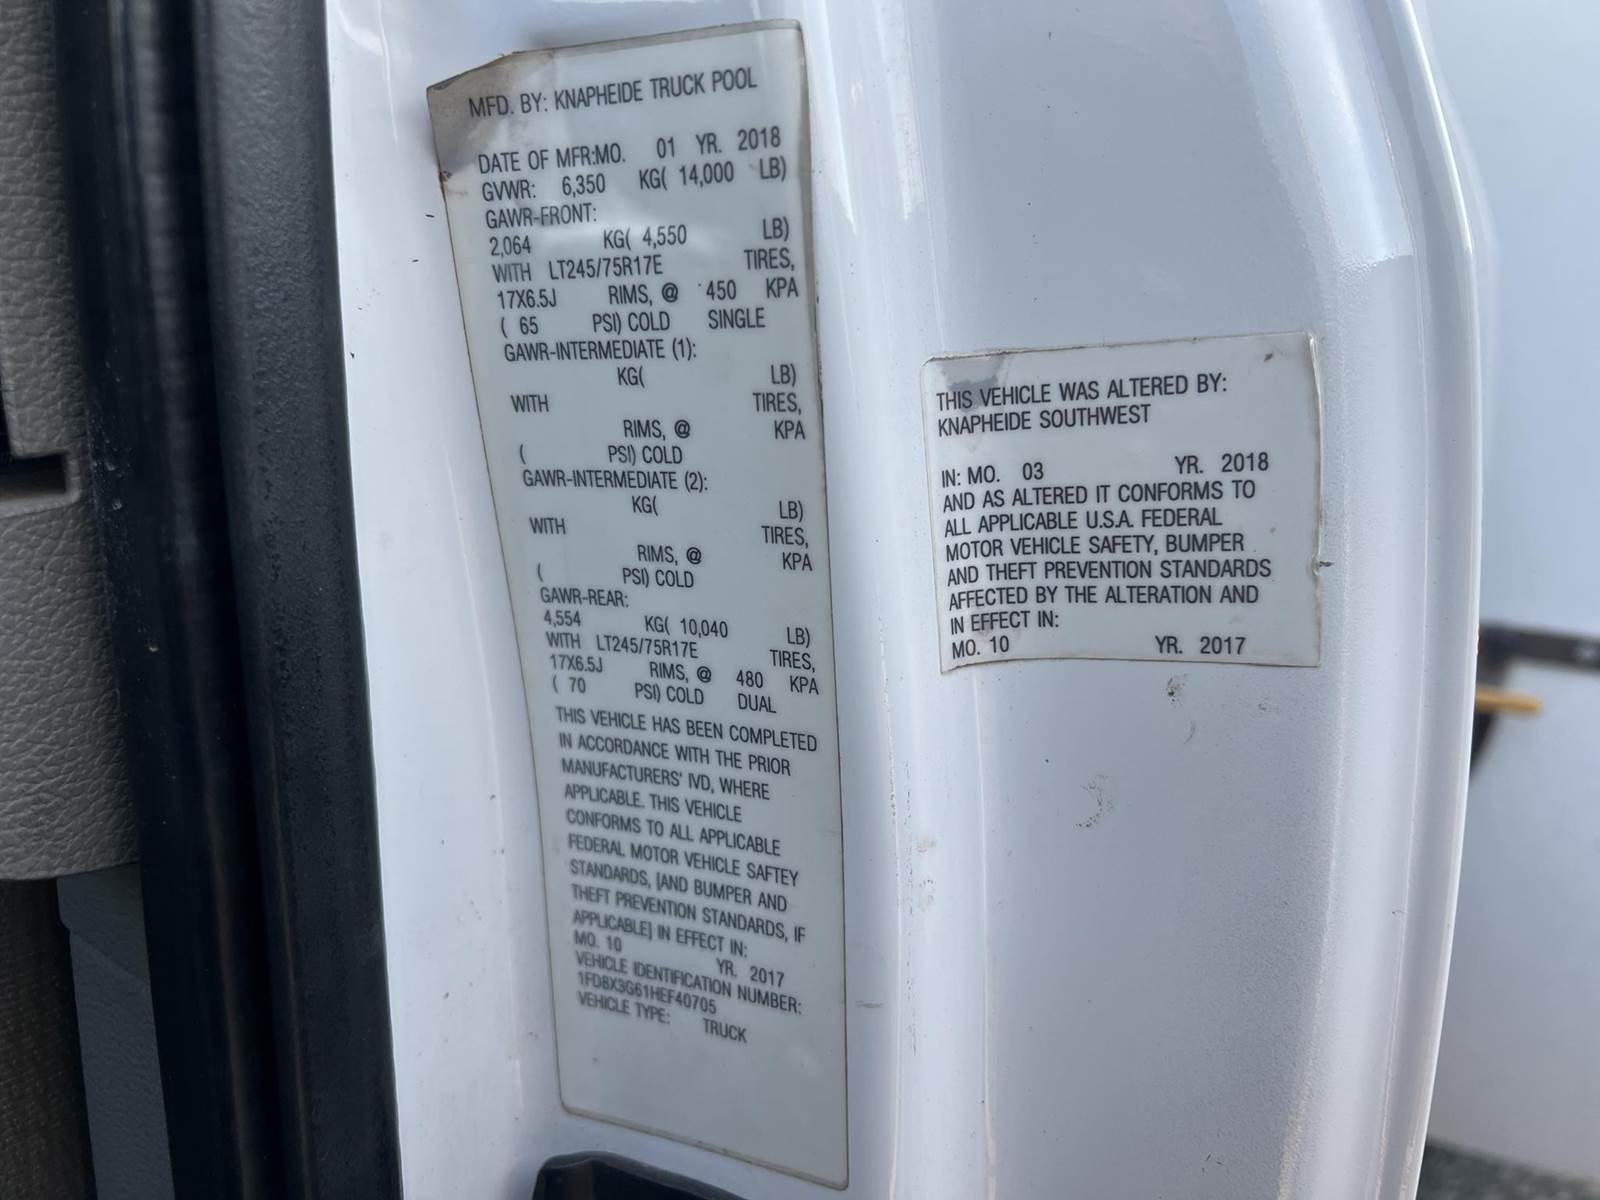 MFD. BY: KNAPHEIDE TRUCK POOL
DATE OF MFR:MO. 01 YR. 2018
GVWR: 6,350 KG( 14,000 LB)
GAWR-FRONT:
2,064 KG( 4,550 LB)
WITH LT245/75R17E TIRES,
17X6.5J RIMS, @ 450 KPA
( 65 PSI) COLD SINGLE
GAWR-INTERMEDIATE (1):
KG( LB)
WITH TIRES,
RIMS, @ KPA
( PSI) COLD
GAWR-INTERMEDIATE (2):
KG( LB)
WITH TIRES,
RIMS, @ KPA
( PSI) COLD
GAWR-REAR:
4,554 KG( 10,040 LB)
WITH LT245/75R17E TIRES,
17X6.5J RIMS, @ 480 KPA
( 70 PSI) COLD DUAL
THIS VEHICLE HAS BEEN COMPLETED
IN ACCORDANCE WITH THE PRIOR
MANUFACTURERS' IVD, WHERE
APPLICABLE. THIS VEHICLE
CONFORMS TO ALL APPLICABLE
FEDERAL MOTOR VEHICLE SAFTEY
STANDARDS, [AND BUMPER AND
THEFT PREVENTION STANDARDS, IF
APPLICABLE] IN EFFECT IN:
MO. 10 YR. 2017
VEHICLE IDENTIFICATION NUMBER:
1FD8X3G61HEF40705
VEHICLE TYPE: TRUCK
THIS VEHICLE WAS ALTERED BY:
KNAPHEIDE SOUTHWEST
IN: MO. 03 YR. 2018
AND AS ALTERED IT CONFORMS TO
ALL APPLICABLE U.S.A. FEDERAL
MOTOR VEHICLE SAFETY, BUMPER
AND THEFT PREVENTION STANDARDS
AFFECTED BY THE ALTERATION AND
IN EFFECT IN:
MO. 10 YR. 2017